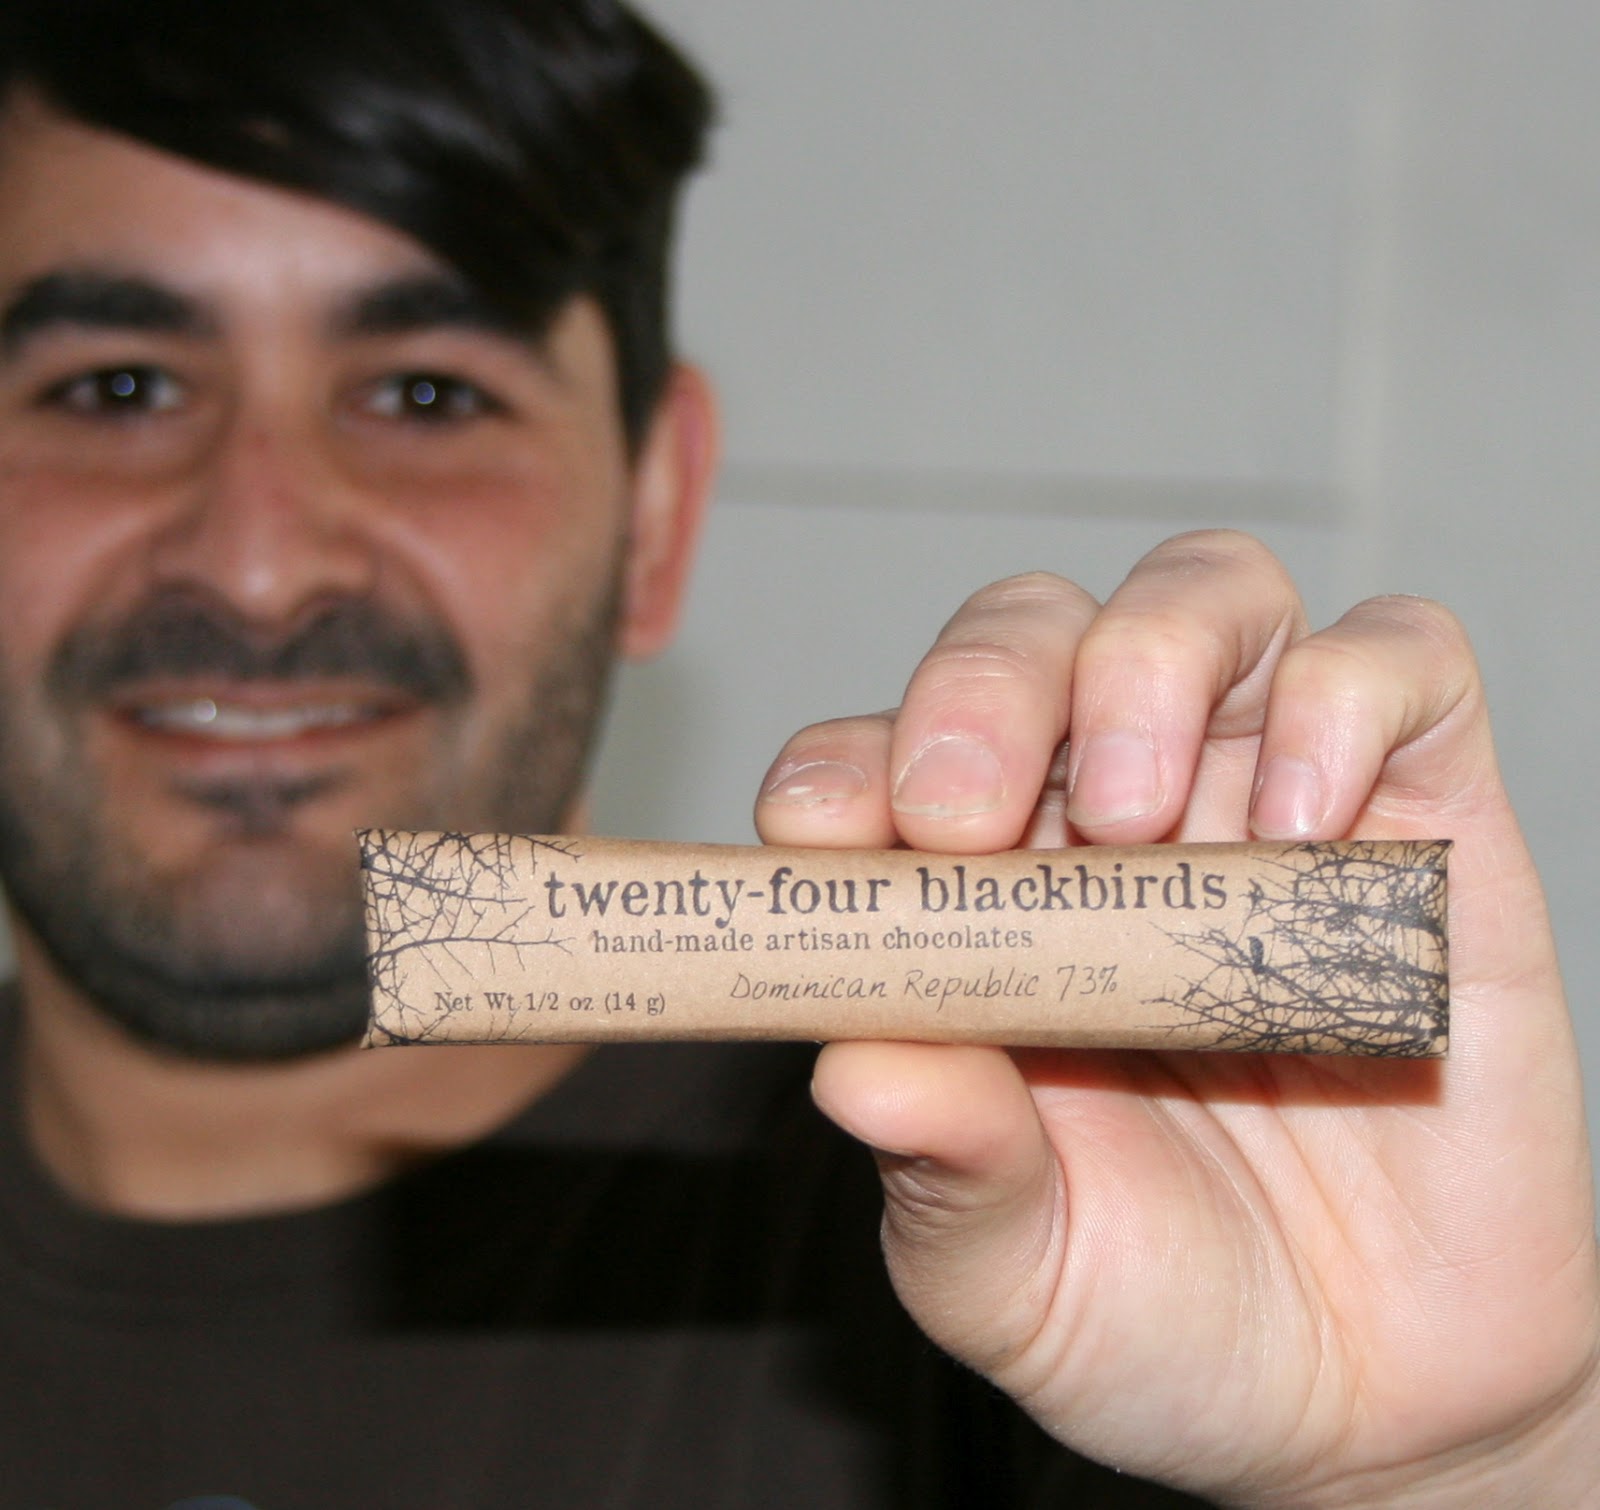 twenty-four blackbirds
hand-made artisan chocolates
Dominican Republic 73%
Net Wt 1/2 oz (14 g)